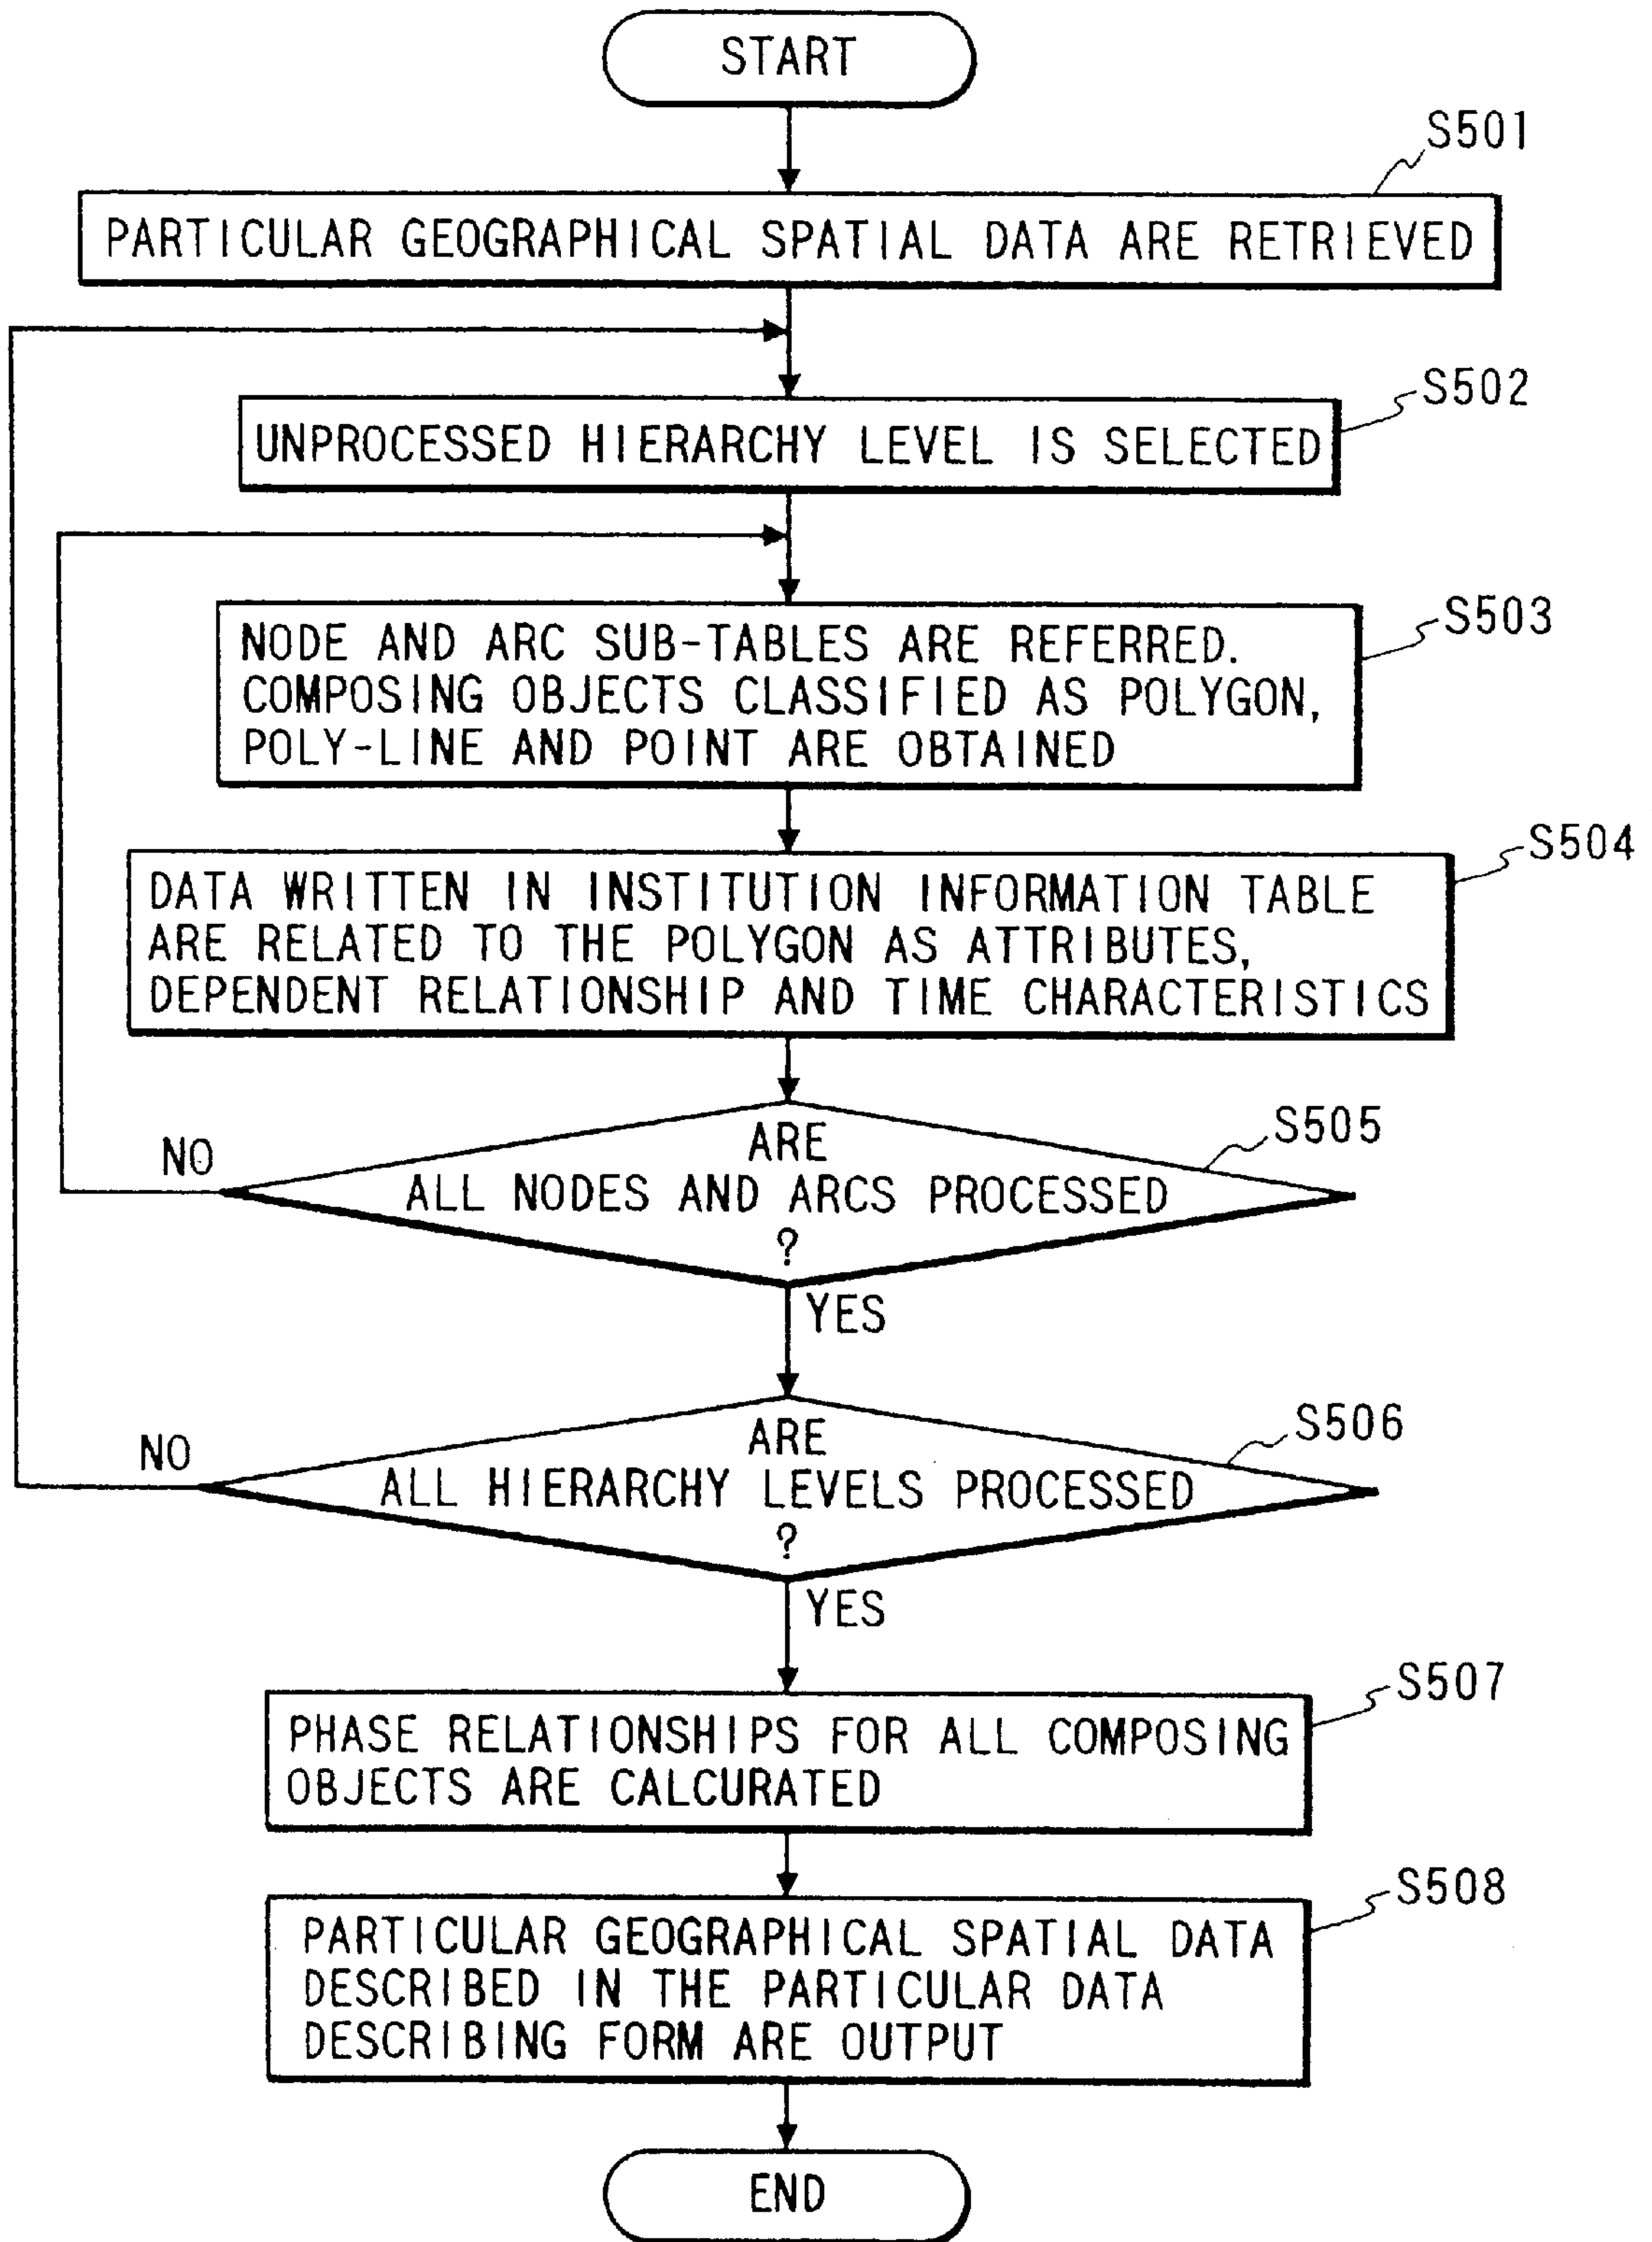 START
S501
PARTICULAR GEOGRAPHICAL SPATIAL DATA ARE RETRIEVED
S502
UNPROCESSED HIERARCHY LEVEL IS SELECTED
S503
NODE AND ARC SUB-TABLES ARE REFERRED.
COMPOSING OBJECTS CLASSIFIED AS POLYGON,
POLY-LINE AND POINT ARE OBTAINED
S504
DATA WRITTEN IN INSTITUTION INFORMATION TABLE
ARE RELATED TO THE POLYGON AS ATTRIBUTES,
DEPENDENT RELATIONSHIP AND TIME CHARACTERISTICS
S505
NO
ARE
ALL NODES AND ARCS PROCESSED
?
YES
S506
NO
ARE
ALL HIERARCHY LEVELS PROCESSED
?
YES
S507
PHASE RELATIONSHIPS FOR ALL COMPOSING
OBJECTS ARE CALCURATED
S508
PARTICULAR GEOGRAPHICAL SPATIAL DATA
DESCRIBED IN THE PARTICULAR DATA
DESCRIBING FORM ARE OUTPUT
END